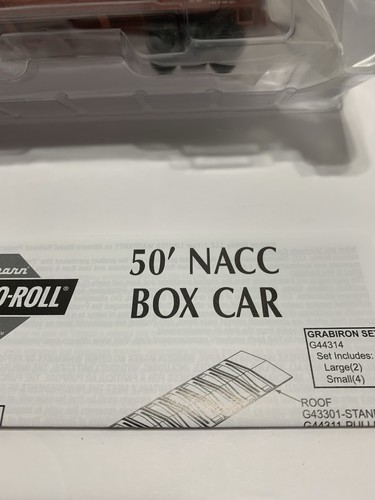 50' NACC
BOX CAR
O-ROLL®
GRABIRON SE
G44314
Set Includes:
Large(2)
Small(4)
ROOF
G43301-STAN